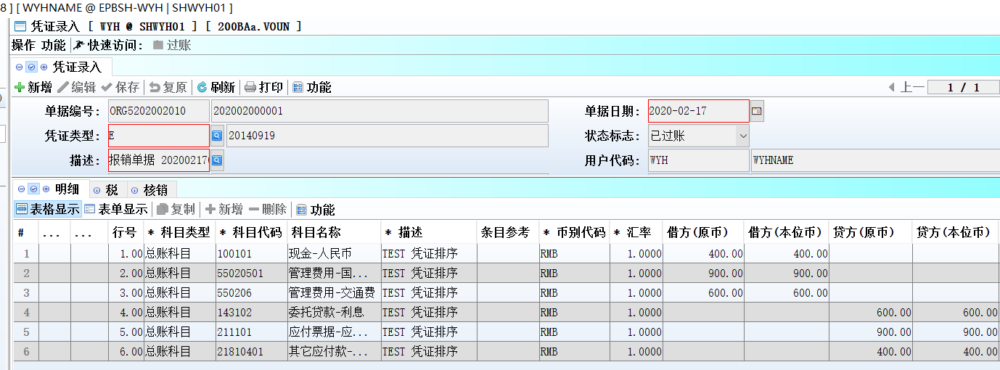 8 ] [ WYHNAME @ EPBSH-WYH | SHWYH01 ]
凭证录入 [ WYH @ SHWYH01 ] [ 200BAa.VOUN ]
操作 功能 快速访问: 过账
凭证录入
新增 编辑 保存 复原 刷新 打印 功能 上一 1 / 1
单据编号: ORG5202002010 202002000001 单据日期: 2020-02-17
凭证类型: E 20140919 状态标志: 已过账
描述: 报销单据 2020021 用户代码: WYH WYHNAME
明细 税 核销
表格显示 表单显示 复制 新增 删除 功能
# ... ... 行号 * 科目类型 * 科目代码 科目名称 * 描述 条目参考 * 币别代码 * 汇率 借方(原币) 借方(本位币) 贷方(原币) 贷方(本位币)
1 1.00 总账科目 100101 现金-人民币 TEST 凭证排序 RMB 1.0000 400.00 400.00
2 2.00 总账科目 55020501 管理费用-国... TEST 凭证排序 RMB 1.0000 900.00 900.00
3 3.00 总账科目 550206 管理费用-交通费 TEST 凭证排序 RMB 1.0000 600.00 600.00
4 4.00 总账科目 143102 委托贷款-利息 TEST 凭证排序 RMB 1.0000 600.00 600.00
5 5.00 总账科目 211101 应付票据-应... TEST 凭证排序 RMB 1.0000 900.00 900.00
6 6.00 总账科目 21810401 其它应付款-... TEST 凭证排序 RMB 1.0000 400.00 400.00